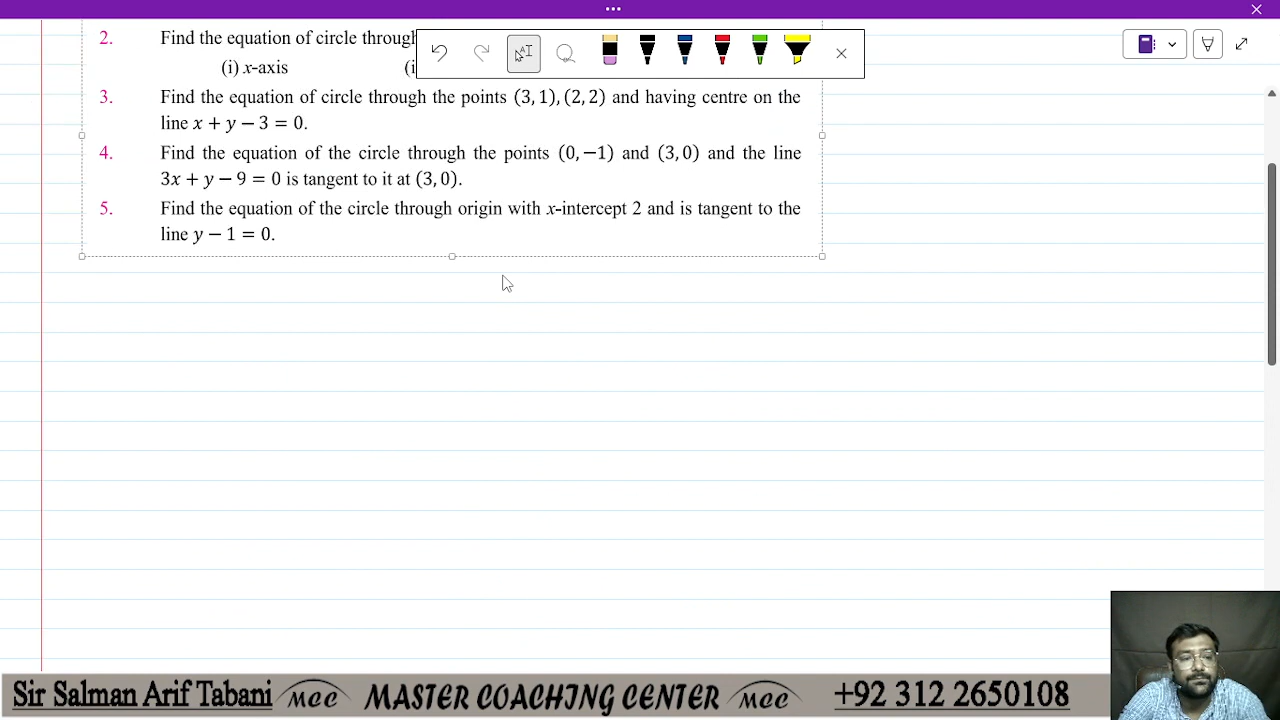 2. Find the equation of circle through
(i) x-axis (i
3. Find the equation of circle through the points (3, 1), (2, 2) and having centre on the
line x + y − 3 = 0.
4. Find the equation of the circle through the points (0, −1) and (3, 0) and the line
3x + y − 9 = 0 is tangent to it at (3, 0).
5. Find the equation of the circle through origin with x-intercept 2 and is tangent to the
line y − 1 = 0.
Sir Salman Arif Tabani MCC MASTER COACHING CENTER MCC +92 312 2650108